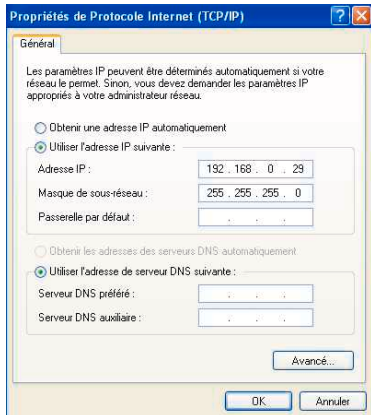 Propriétés de Protocole Internet (TCP/IP)
Général
Les paramètres IP peuvent être déterminés automatiquement si votre
réseau le permet. Sinon, vous devez demander les paramètres IP
appropriés à votre administrateur réseau.
Obtenir une adresse IP automatiquement
Utiliser l'adresse IP suivante :
Adresse IP : 192 . 168 . 0 . 29
Masque de sous-réseau : 255 . 255 . 255 . 0
Passerelle par défaut : . . .
Obtenir les adresses des serveurs DNS automatiquement
Utiliser l'adresse de serveur DNS suivante :
Serveur DNS préféré : . . .
Serveur DNS auxiliaire : . . .
Avancé...
OK Annuler